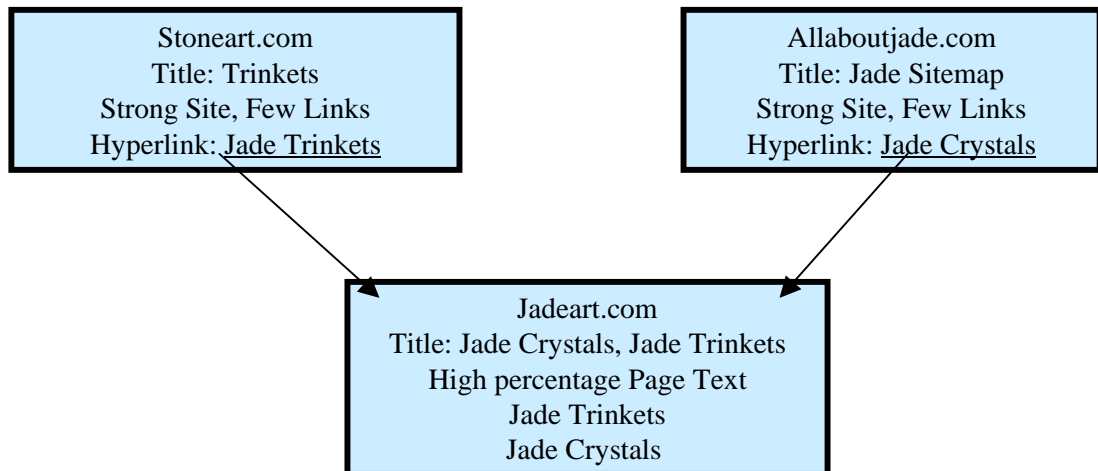 Stoneart.com
Title: Trinkets
Strong Site, Few Links
Hyperlink: Jade Trinkets
Allaboutjade.com
Title: Jade Sitemap
Strong Site, Few Links
Hyperlink: Jade Crystals
Jadeart.com
Title: Jade Crystals, Jade Trinkets
High percentage Page Text
Jade Trinkets
Jade Crystals